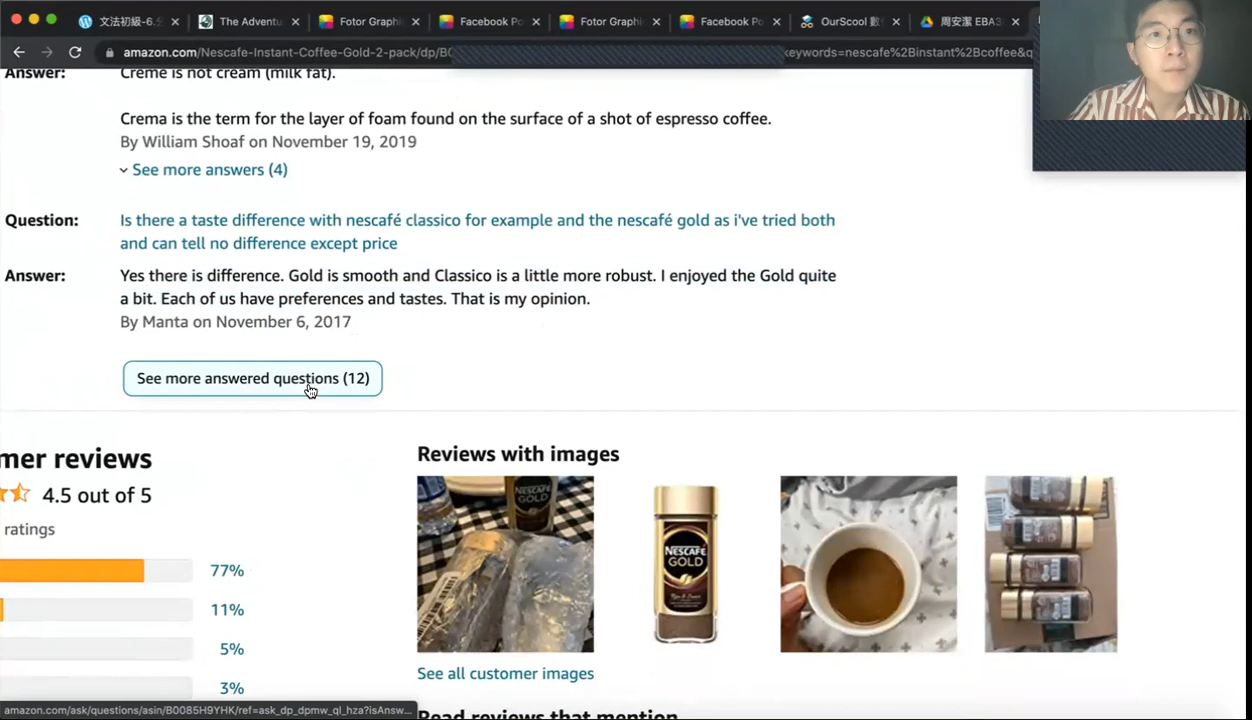 文法初級-6.
The Adventu
Fotor Graphi
Facebook Po
Fotor Graphi
Facebook Po
OurScool 數
周安潔 EBA3
amazon.com/Nescafe-Instant-Coffee-Gold-2-pack/dp/B0
keywords=nescafe%2Binstant%2Bcoffee&q
Answer: Creme is not cream (milk fat).
Crema is the term for the layer of foam found on the surface of a shot of espresso coffee.
By William Shoaf on November 19, 2019
See more answers (4)
Question: Is there a taste difference with nescafé classico for example and the nescafé gold as i've tried both
and can tell no difference except price
Answer: Yes there is difference. Gold is smooth and Classico is a little more robust. I enjoyed the Gold quite
a bit. Each of us have preferences and tastes. That is my opinion.
By Manta on November 6, 2017
See more answered questions (12)
mer reviews
4.5 out of 5
ratings
77%
11%
5%
3%
Reviews with images
NESCAFÉ
GOLD
See all customer images
Read reviews that mention
amazon.com/ask/questions/asin/B0085H9YHK/ref=ask_dp_dpmw_ql_hza?isAnsw...